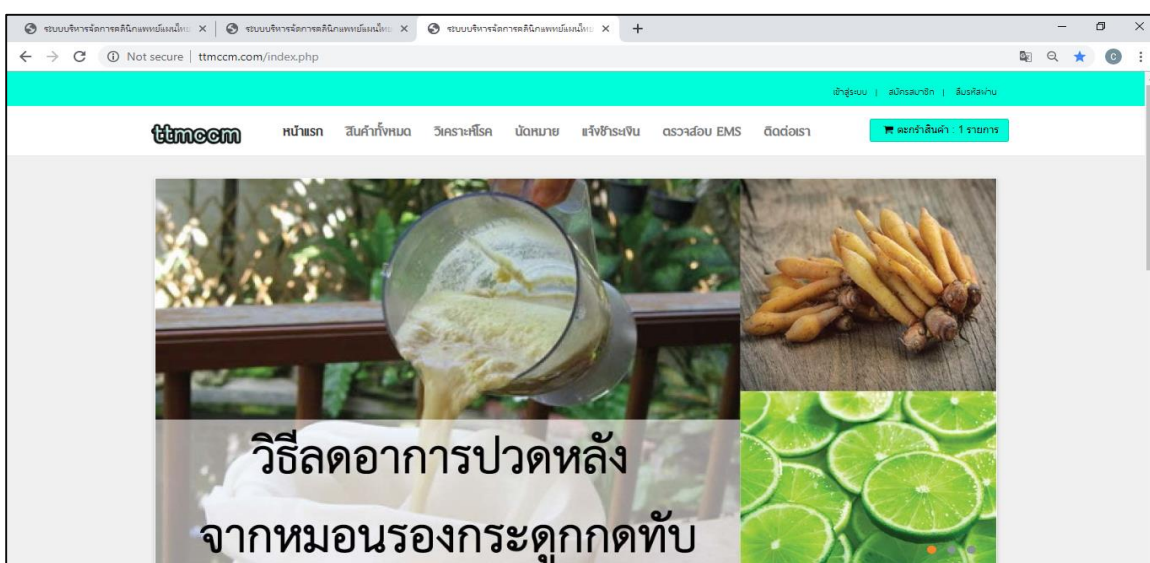 ระบบบริหารจัดการคลินิกแพทย์แผนไทย
ระบบบริหารจัดการคลินิกแพทย์แผนไทย
ระบบบริหารจัดการคลินิกแพทย์แผนไทย
Not secure | ttmccm.com/index.php
เข้าสู่ระบบ | สมัครสมาชิก | ลืมรหัสผ่าน
ttmccm หน้าแรก สินค้าทั้งหมด วิเคราะห์โรค นัดหมาย แจ้งชำระเงิน ตรวจสอบ EMS ติดต่อเรา ตะกร้าสินค้า : 1 รายการ
วิธีลดอาการปวดหลัง
จากหมอนรองกระดูกกดทับ